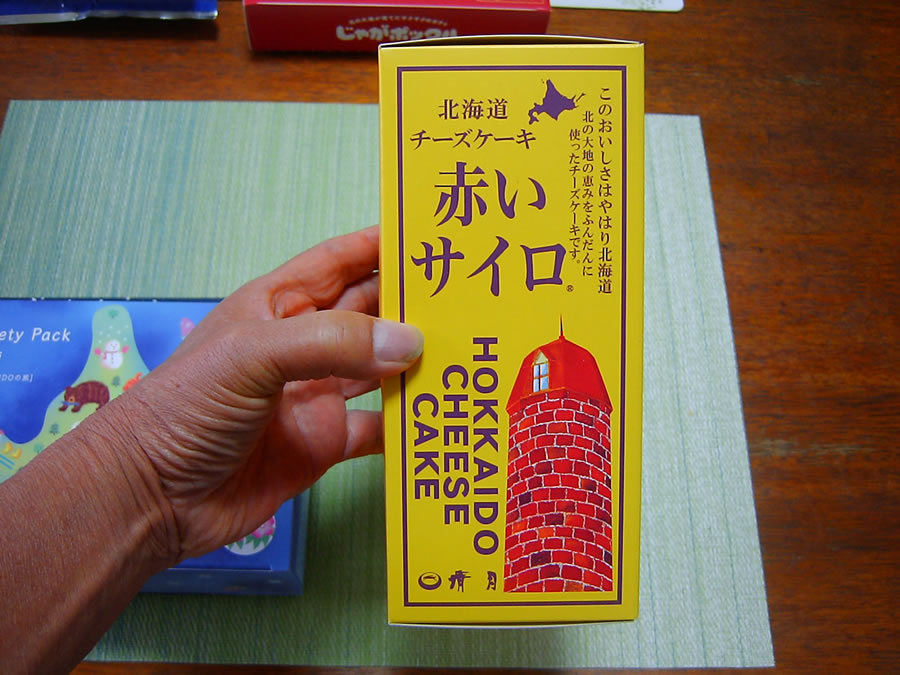 じゃがポックル
北海道
チーズケーキ
赤い
サイロ®
このおいしさはやはり北海道
北の大地の恵みをふんだんに
使ったチーズケーキです。
HOKKAIDO
CHEESE
CAKE
清月
ety Pack